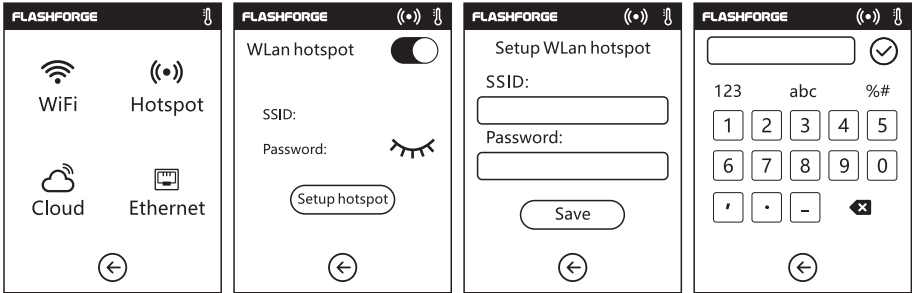 FLASHFORGE
WiFi
Hotspot
Cloud
Ethernet
FLASHFORGE
WLan hotspot
SSID:
Password:
Setup hotspot
FLASHFORGE
Setup WLan hotspot
SSID:
Password:
Save
FLASHFORGE
123 abc %#
1 2 3 4 5
6 7 8 9 0
, . -